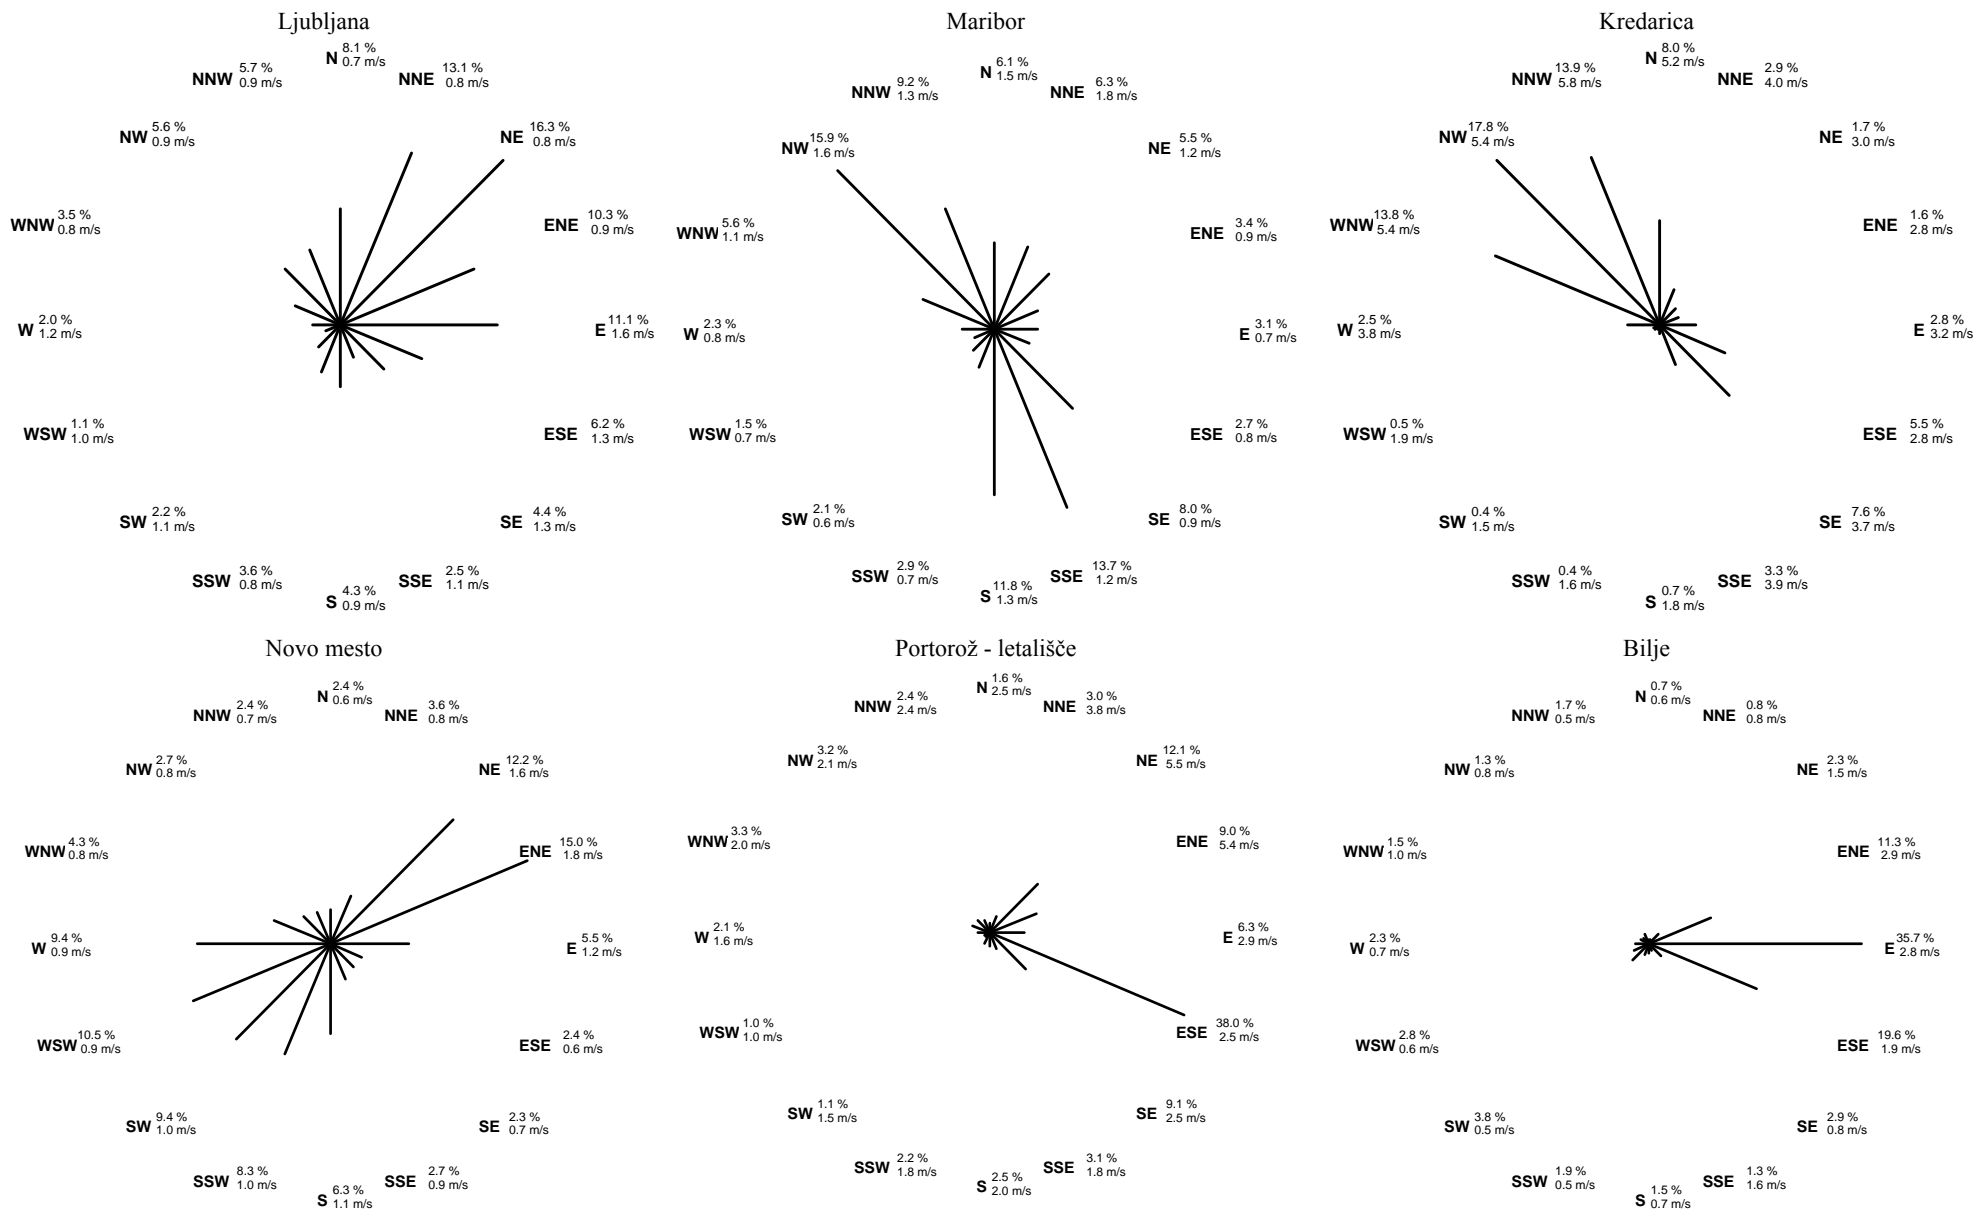 Ljubljana
N 8.1 %
0.7 m/s
NNE 13.1 %
0.8 m/s
NE 16.3 %
0.8 m/s
ENE 10.3 %
0.9 m/s
E 11.1 %
1.6 m/s
ESE 6.2 %
1.3 m/s
SE 4.4 %
1.3 m/s
SSE 2.5 %
1.1 m/s
S 4.3 %
0.9 m/s
SSW 3.6 %
0.8 m/s
SW 2.2 %
1.1 m/s
WSW 1.1 %
1.0 m/s
W 2.0 %
1.2 m/s
WNW 3.5 %
0.8 m/s
NW 5.6 %
0.9 m/s
NNW 5.7 %
0.9 m/s
Maribor
N 6.1 %
1.5 m/s
NNE 6.3 %
1.8 m/s
NE 5.5 %
1.2 m/s
ENE 3.4 %
0.9 m/s
E 3.1 %
0.7 m/s
ESE 2.7 %
0.8 m/s
SE 8.0 %
0.9 m/s
SSE 13.7 %
1.2 m/s
S 11.8 %
1.3 m/s
SSW 2.9 %
0.7 m/s
SW 2.1 %
0.6 m/s
WSW 1.5 %
0.7 m/s
W 2.3 %
0.8 m/s
WNW 5.6 %
1.1 m/s
NW 15.9 %
1.6 m/s
NNW 9.2 %
1.3 m/s
Kredarica
N 8.0 %
5.2 m/s
NNE 2.9 %
4.0 m/s
NE 1.7 %
3.0 m/s
ENE 1.6 %
2.8 m/s
E 2.8 %
3.2 m/s
ESE 5.5 %
2.8 m/s
SE 7.6 %
3.7 m/s
SSE 3.3 %
3.9 m/s
S 0.7 %
1.8 m/s
SSW 0.4 %
1.6 m/s
SW 0.4 %
1.5 m/s
WSW 0.5 %
1.9 m/s
W 2.5 %
3.8 m/s
WNW 13.8 %
5.4 m/s
NW 17.8 %
5.4 m/s
NNW 13.9 %
5.8 m/s
Novo mesto
N 2.4 %
0.6 m/s
NNE 3.6 %
0.8 m/s
NE 12.2 %
1.6 m/s
ENE 15.0 %
1.8 m/s
E 5.5 %
1.2 m/s
ESE 2.4 %
0.6 m/s
SE 2.3 %
0.7 m/s
SSE 2.7 %
0.9 m/s
S 6.3 %
1.1 m/s
SSW 8.3 %
1.0 m/s
SW 9.4 %
1.0 m/s
WSW 10.5 %
0.9 m/s
W 9.4 %
0.9 m/s
WNW 4.3 %
0.8 m/s
NW 2.7 %
0.8 m/s
NNW 2.4 %
0.7 m/s
Portorož - letališče
N 1.6 %
2.5 m/s
NNE 3.0 %
3.8 m/s
NE 12.1 %
5.5 m/s
ENE 9.0 %
5.4 m/s
E 6.3 %
2.9 m/s
ESE 38.0 %
2.5 m/s
SE 9.1 %
2.5 m/s
SSE 3.1 %
1.8 m/s
S 2.5 %
2.0 m/s
SSW 2.2 %
1.8 m/s
SW 1.1 %
1.5 m/s
WSW 1.0 %
1.0 m/s
W 2.1 %
1.6 m/s
WNW 3.3 %
2.0 m/s
NW 3.2 %
2.1 m/s
NNW 2.4 %
2.4 m/s
Bilje
N 0.7 %
0.6 m/s
NNE 0.8 %
0.8 m/s
NE 2.3 %
1.5 m/s
ENE 11.3 %
2.9 m/s
E 35.7 %
2.8 m/s
ESE 19.6 %
1.9 m/s
SE 2.9 %
0.8 m/s
SSE 1.3 %
1.6 m/s
S 1.5 %
0.7 m/s
SSW 1.9 %
0.5 m/s
SW 3.8 %
0.5 m/s
WSW 2.8 %
0.6 m/s
W 2.3 %
0.7 m/s
WNW 1.5 %
1.0 m/s
NW 1.3 %
0.8 m/s
NNW 1.7 %
0.5 m/s